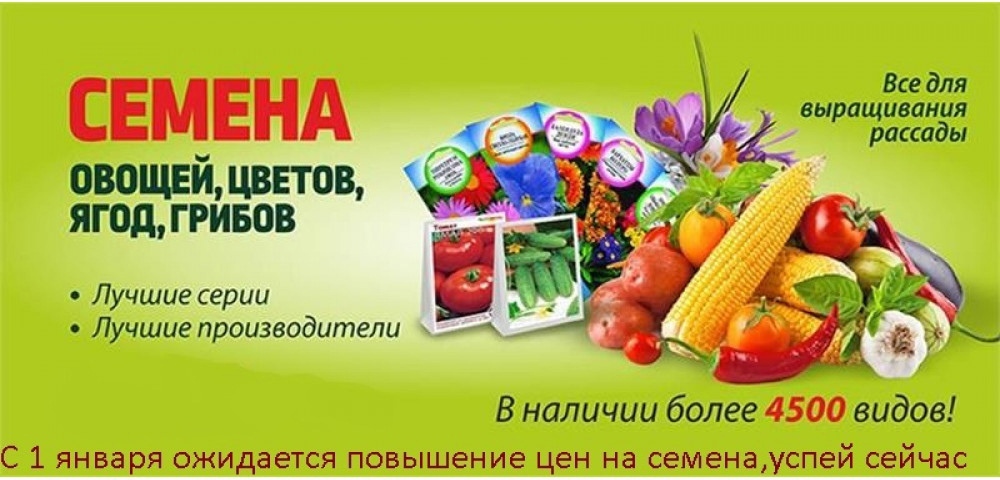 СЕМЕНА
ОВОЩЕЙ, ЦВЕТОВ,
ЯГОД, ГРИБОВ
• Лучшие серии
• Лучшие производители
Все для
выращивания
рассады
Томат
В наличии более 4500 видов!
С 1 января ожидается повышение цен на семена,успей сейчас